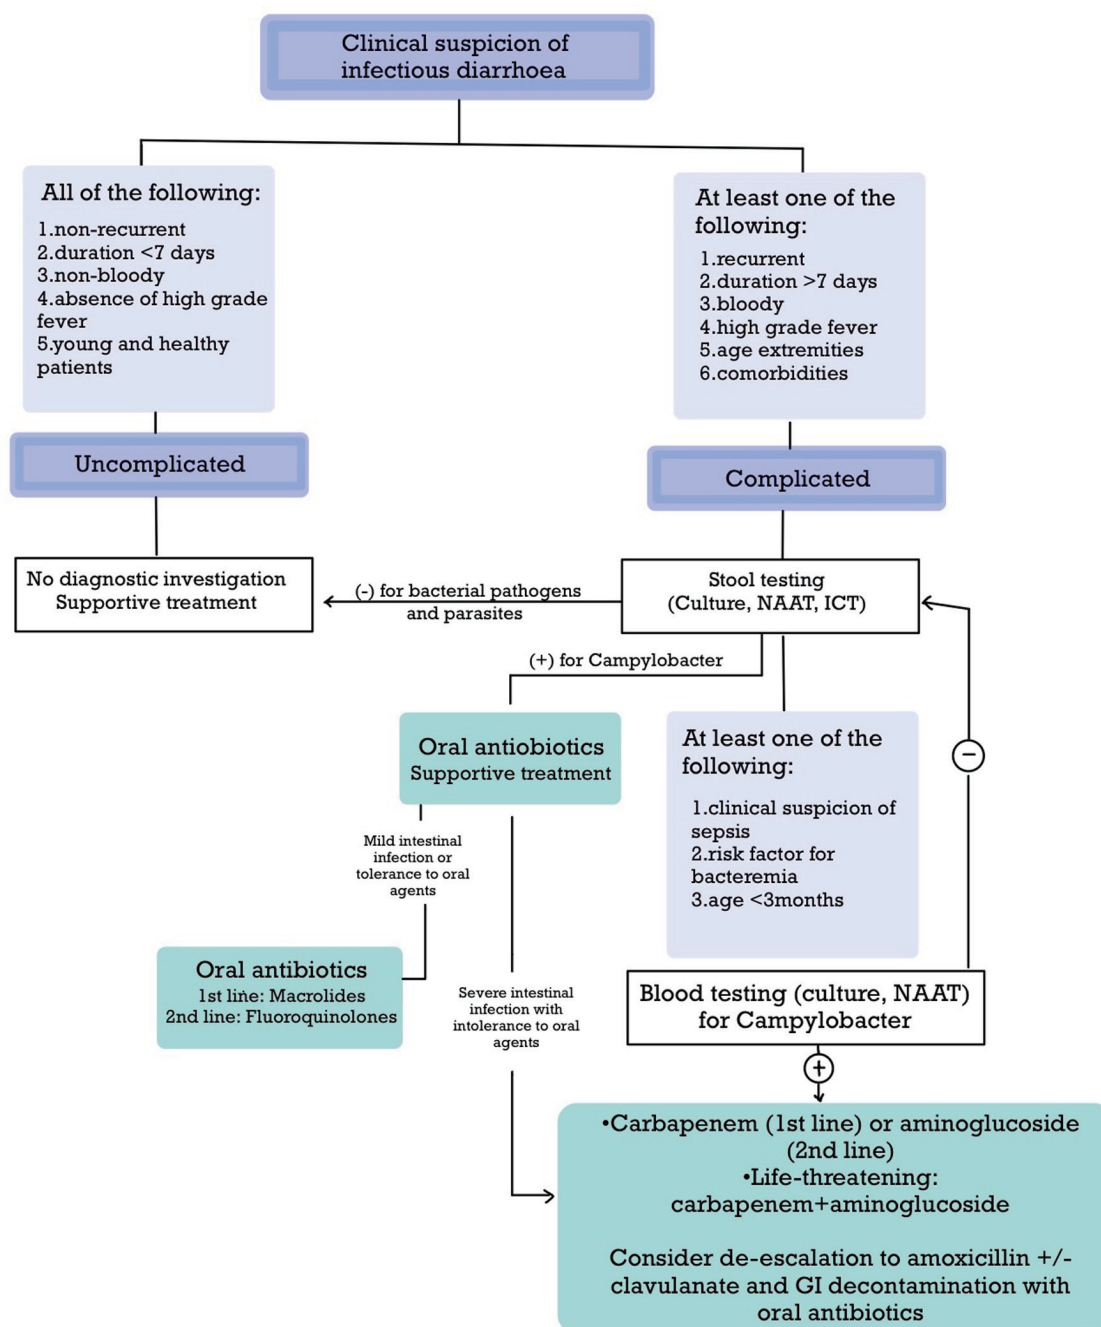 Clinical suspicion of
infectious diarrhoea
All of the following:
1.non-recurrent
2.duration <7 days
3.non-bloody
4.absence of high grade
fever
5.young and healthy
patients
At least one of the
following:
1.recurrent
2.duration >7 days
3.bloody
4.high grade fever
5.age extremities
6.comorbidities
Uncomplicated
Complicated
No diagnostic investigation
Supportive treatment
(-) for bacterial pathogens
and parasites
Stool testing
(Culture, NAAT, ICT)
(+) for Campylobacter
Oral antiobiotics
Supportive treatment
At least one of the
following:
1.clinical suspicion of
sepsis
2.risk factor for
bacteremia
3.age <3months
−
Mild intestinal
infection or
tolerance to oral
agents
Oral antibiotics
1st line: Macrolides
2nd line: Fluoroquinolones
Severe intestinal
infection with
intolerance to oral
agents
Blood testing (culture, NAAT)
for Campylobacter
+
•Carbapenem (1st line) or aminoglucoside
(2nd line)
•Life-threatening:
carbapenem+aminoglucoside
Consider de-escalation to amoxicillin +/-
clavulanate and GI decontamination with
oral antibiotics